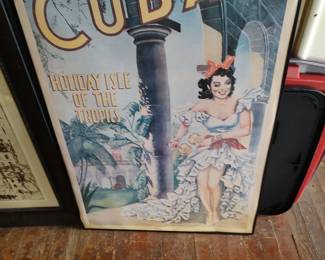 CUBA
HOLIDAY ISLE
OF THE
TROPICS